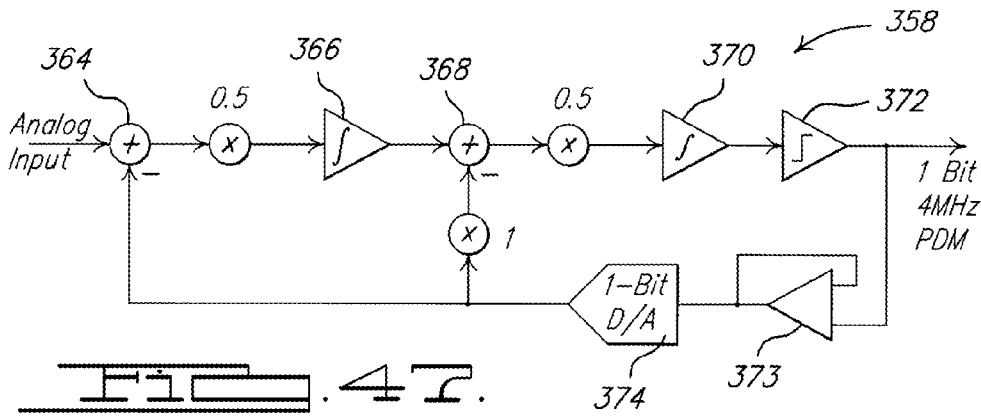 358
366
370
364
368
372
0.5
0.5
Analog
Input
+
x
∫
+
x
∫
−
−
1 Bit
4MHz
PDM
x
1
1-Bit
D/A
374
373
Fig. 47.